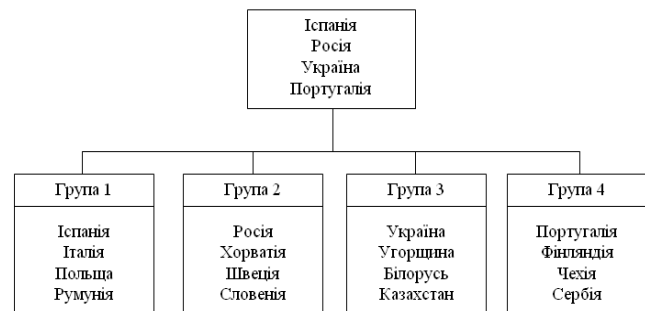 Іспанія
Росія
Україна
Португалія
Група 1
Іспанія
Італія
Польща
Румунія
Група 2
Росія
Хорватія
Швеція
Словенія
Група 3
Україна
Угорщина
Білорусь
Казахстан
Група 4
Португалія
Фінляндія
Чехія
Сербія